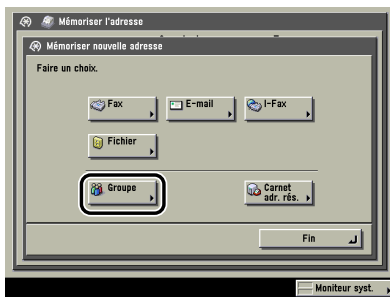 Mémoriser l'adresse
Mémoriser nouvelle adresse
Faire un choix.
Fax
E-mail
I-Fax
Fichier
Groupe
Carnet
adr. rés.
Fin
Moniteur syst.